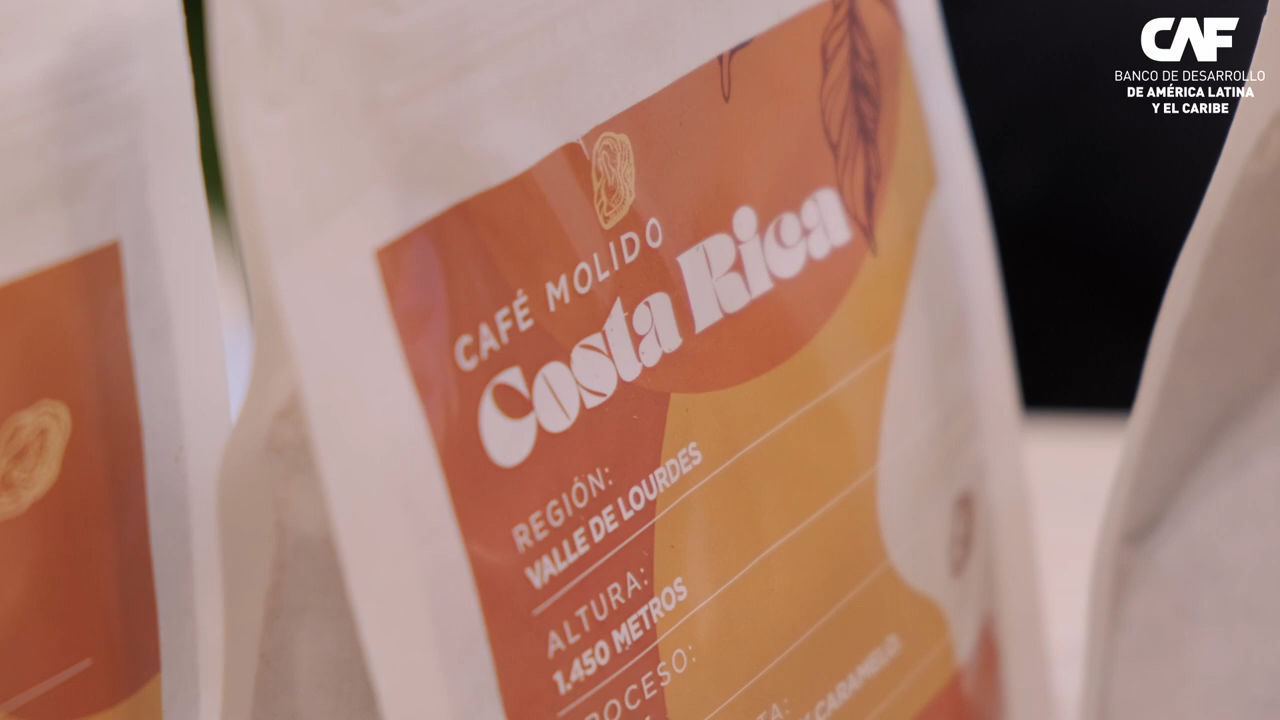 CAF
BANCO DE DESARROLLO
DE AMÉRICA LATINA
Y EL CARIBE
CAFÉ MOLIDO
Costa Rica
REGIÓN:
VALLE DE LOURDES
ALTURA:
1.450 METROS
PROCESO:
CARAMELO